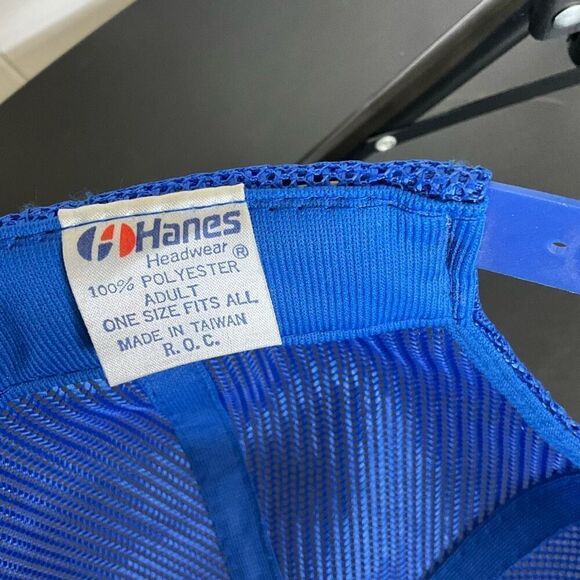 Hanes
Headwear®
100% POLYESTER
ADULT
ONE SIZE FITS ALL
MADE IN TAIWAN
R.O.C.